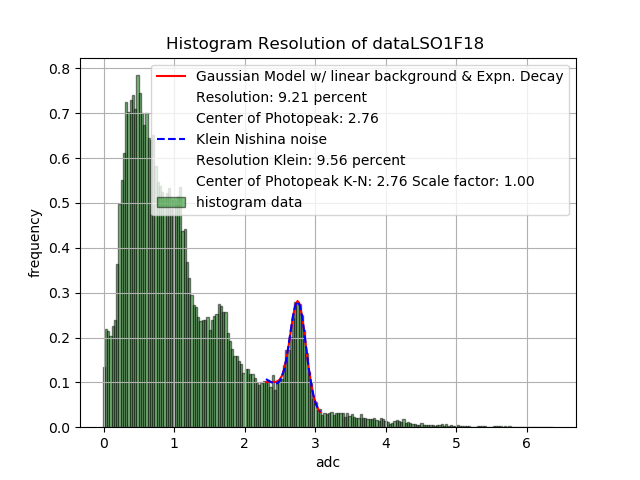 Histogram Resolution of dataLSO1F18
0.8
0.7
0.6
0.5
0.4
0.3
0.2
0.1
0.0
frequency
Gaussian Model w/ linear background & Expn. Decay
Resolution: 9.21 percent
Center of Photopeak: 2.76
Klein Nishina noise
Resolution Klein: 9.56 percent
Center of Photopeak K-N: 2.76 Scale factor: 1.00
histogram data
0 1 2 3 4 5 6
adc